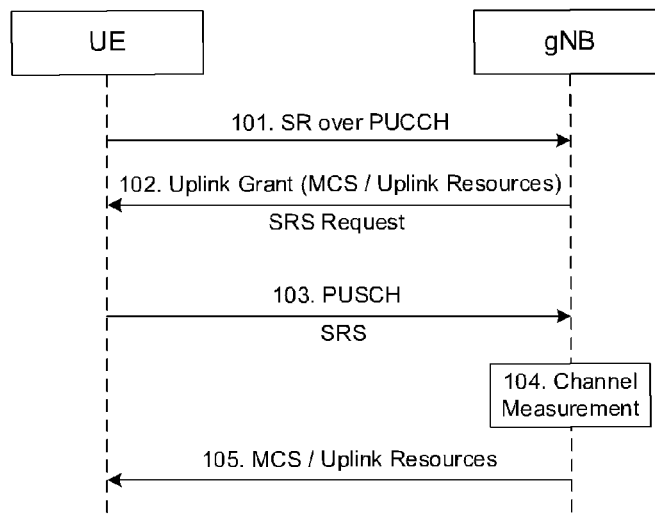 UE
gNB
101. SR over PUCCH
102. Uplink Grant (MCS / Uplink Resources)
SRS Request
103. PUSCH
SRS
104. Channel
Measurement
105. MCS / Uplink Resources